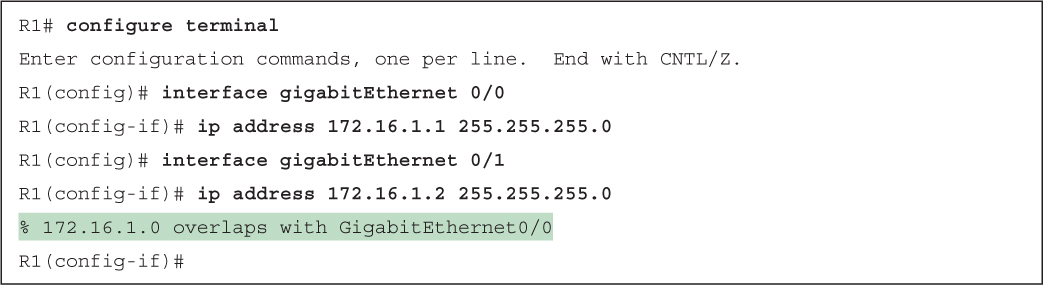 R1# configure terminal
Enter configuration commands, one per line.  End with CNTL/Z.
R1(config)# interface gigabitEthernet 0/0
R1(config-if)# ip address 172.16.1.1 255.255.255.0
R1(config)# interface gigabitEthernet 0/1
R1(config-if)# ip address 172.16.1.2 255.255.255.0
% 172.16.1.0 overlaps with GigabitEthernet0/0
R1(config-if)#